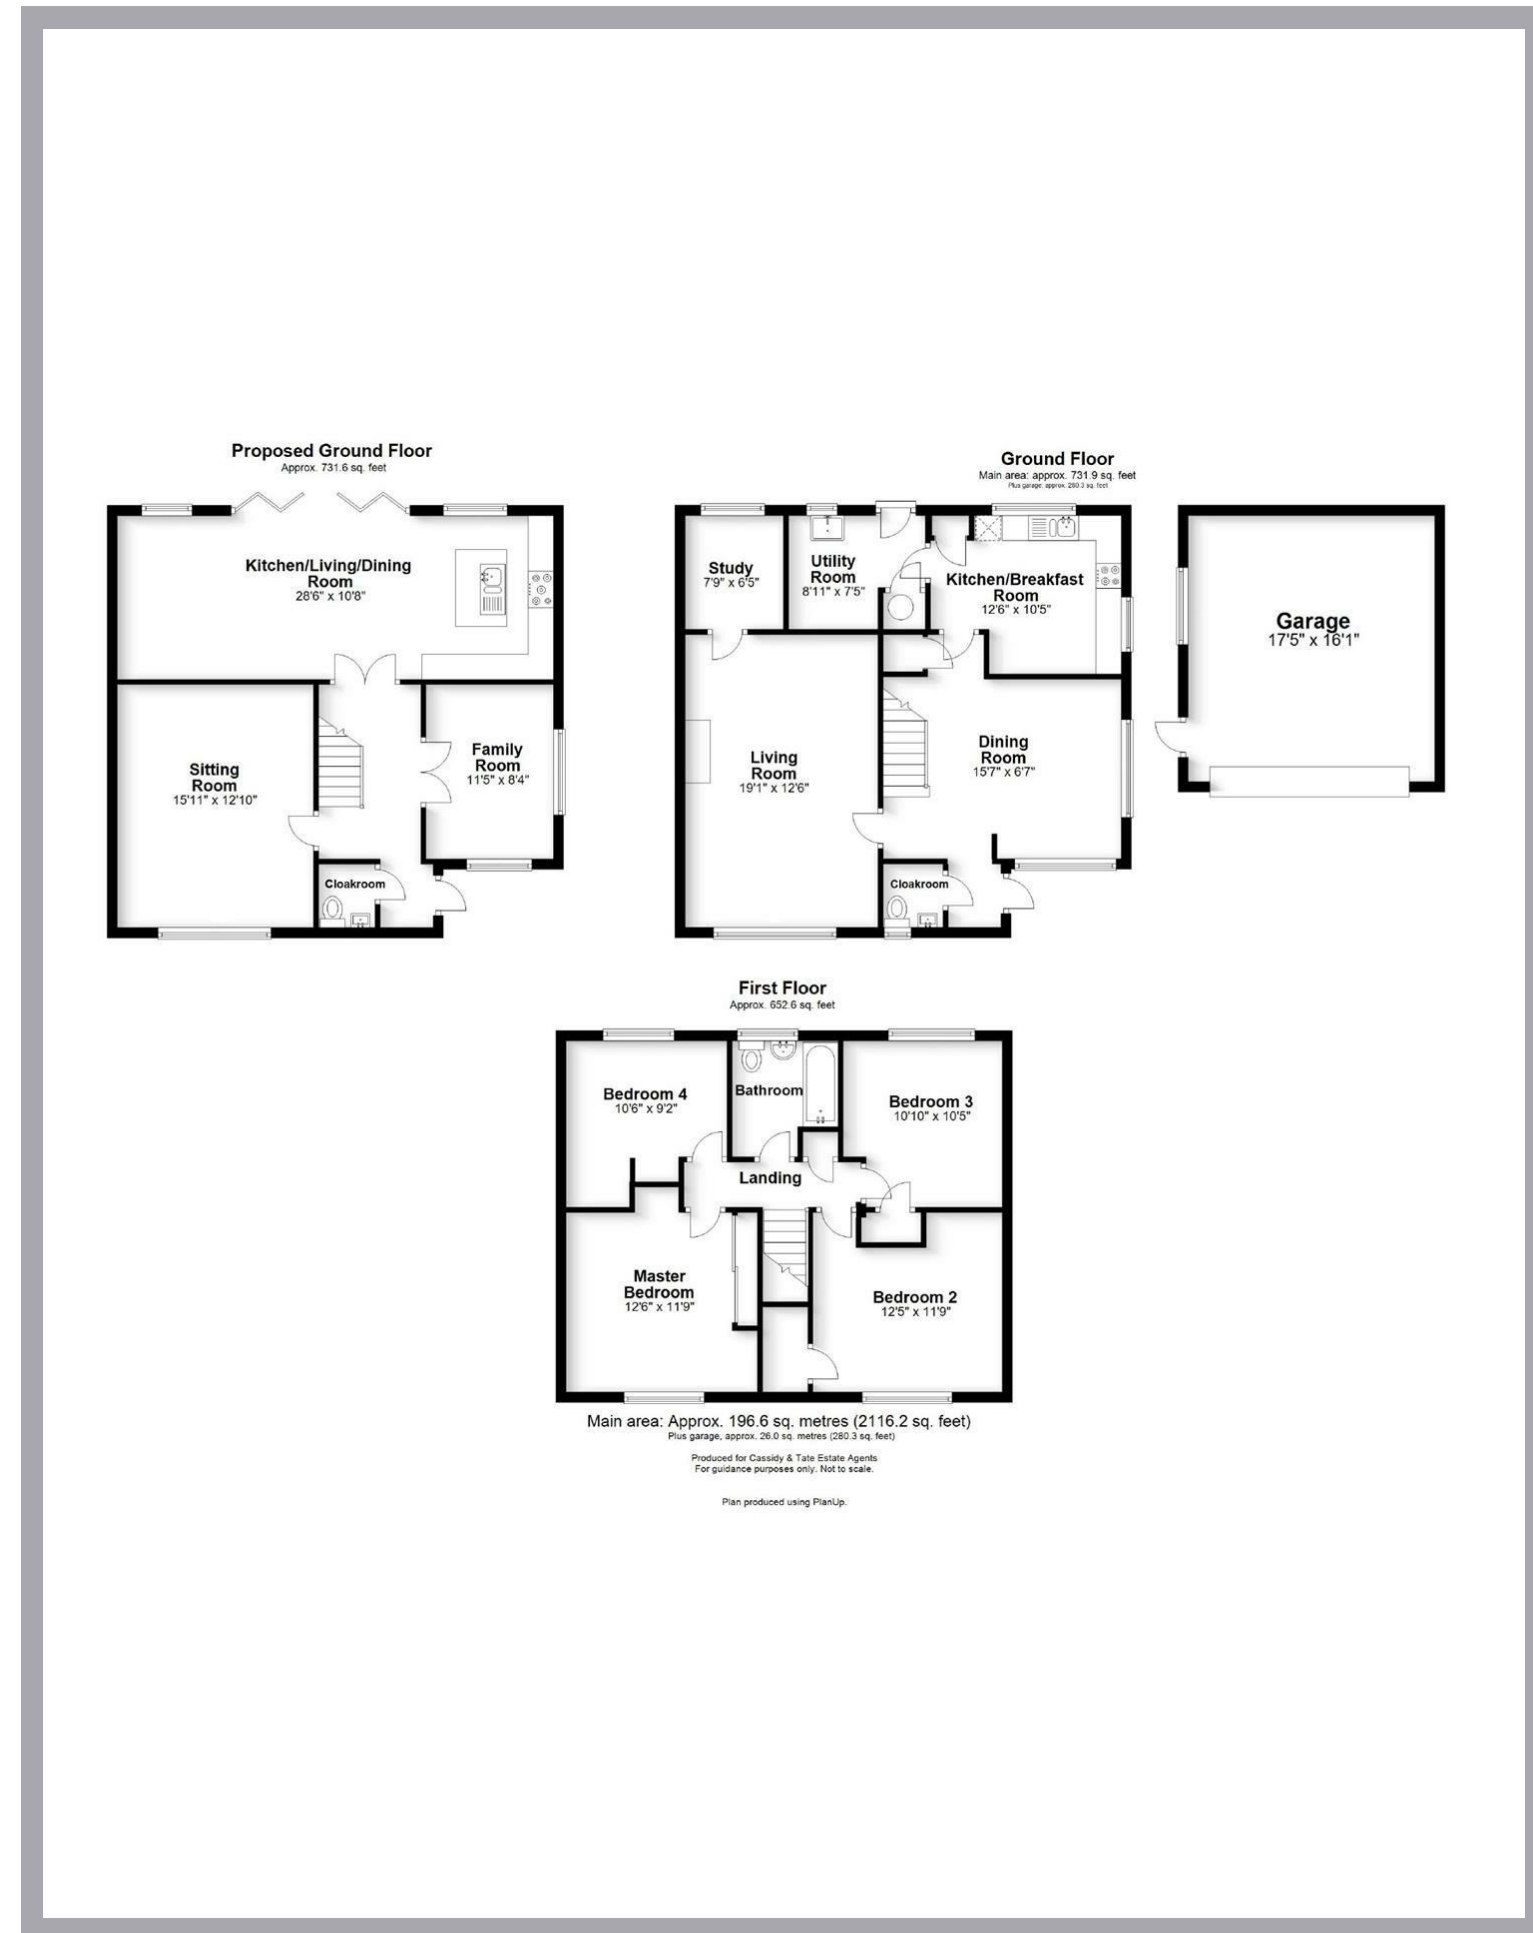 Proposed Ground Floor
Approx. 731.6 sq. feet
Kitchen/Living/Dining
Room
28'6" x 10'8"
Sitting
Room
15'11" x 12'10"
Family
Room
11'5" x 8'4"
Cloakroom
Ground Floor
Main area: approx. 731.9 sq. feet
Plus garage, approx. 280.3 sq. feet
Study
7'9" x 6'5"
Utility
Room
8'11" x 7'5"
Kitchen/Breakfast
Room
12'6" x 10'5"
Living
Room
19'1" x 12'6"
Dining
Room
15'7" x 6'7"
Cloakroom
Garage
17'5" x 16'1"
First Floor
Approx. 652.6 sq. feet
Bedroom 4
10'6" x 9'2"
Bathroom
Bedroom 3
10'10" x 10'5"
Landing
Master
Bedroom
12'6" x 11'9"
Bedroom 2
12'5" x 11'9"
Main area: Approx. 196.6 sq. metres (2116.2 sq. feet)
Plus garage, approx. 26.0 sq. metres (280.3 sq. feet)
Produced for Cassidy & Tate Estate Agents
For guidance purposes only. Not to scale.
Plan produced using PlanUp.